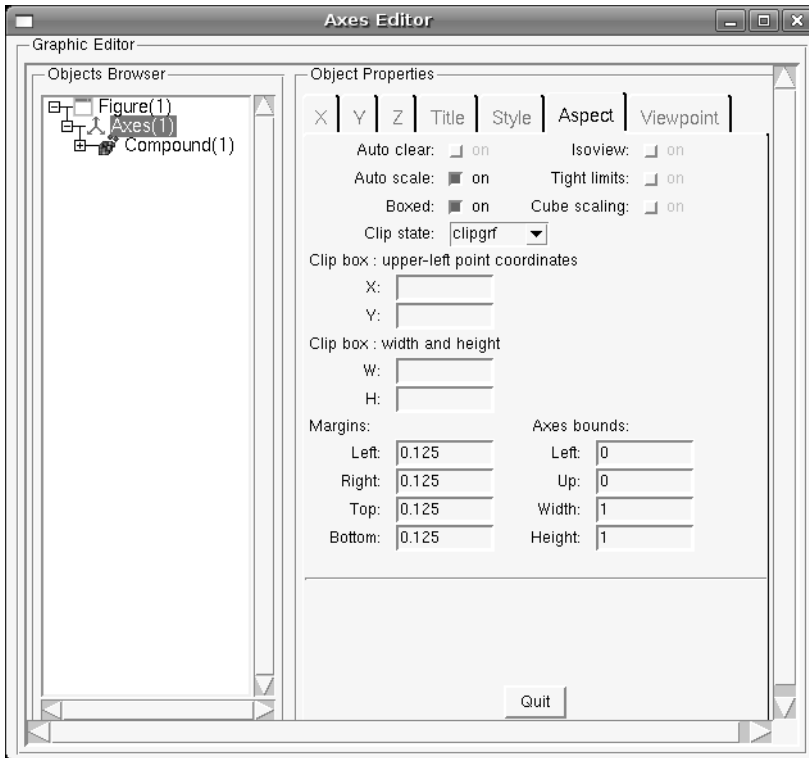 Axes Editor
Graphic Editor
Objects Browser
Figure(1)
Axes(1)
Compound(1)
Object Properties
X Y Z Title Style Aspect Viewpoint
Auto clear: on Isoview: on
Auto scale: on Tight limits: on
Boxed: on Cube scaling: on
Clip state: clipgrf
Clip box : upper-left point coordinates
X:
Y:
Clip box : width and height
W:
H:
Margins: Axes bounds:
Left: 0.125 Left: 0
Right: 0.125 Up: 0
Top: 0.125 Width: 1
Bottom: 0.125 Height: 1
Quit